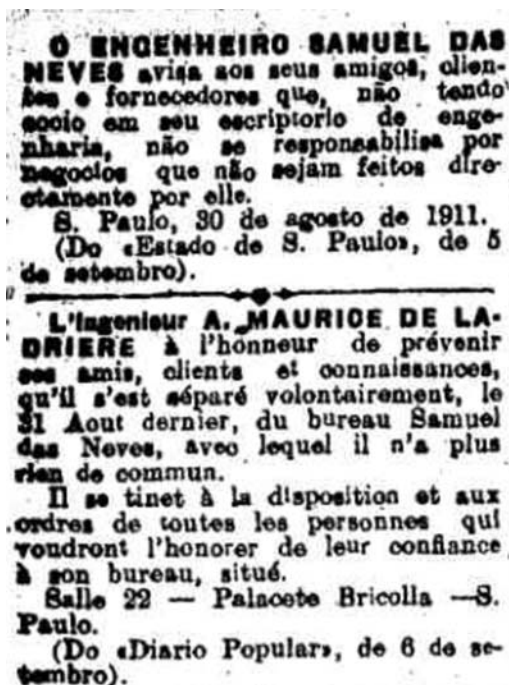 O ENGENHEIRO SAMUEL DAS
NEVES avisa aos seus amigos, clien-
tes e fornecedores que, não tendo
socio em seu escriptorio de enge-
nharia, não se responsabilisa por
negocios que não sejam feitos dire-
ctamente por elle.
S. Paulo, 30 de agosto de 1911.
(Do «Estado de S. Paulo», de 5
de setembro).
L'Ingenieur A. MAURICE DE LA-
DRIERE à l'honneur de prévenir
ses amis, clients et connaissances,
qu'il s'est séparé volontairement, le
31 Aout dernier, du bureau Samuel
das Neves, avec lequel il n'a plus
rien de commun.
Il se tinet à la disposition et aux
ordres de toutes les personnes qui
voudront l'honorer de leur confiance
à son bureau, situé.
Salle 22 — Palacete Bricolla —S.
Paulo.
(Do «Diario Popular», de 6 de se-
tembro).